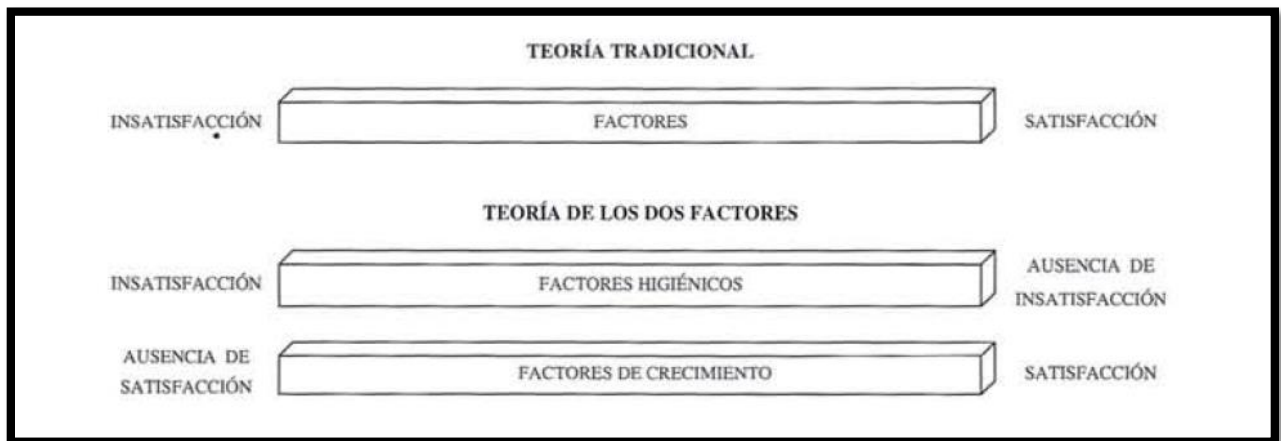 TEORÍA TRADICIONAL
INSATISFACCIÓN FACTORES SATISFACCIÓN
TEORÍA DE LOS DOS FACTORES
INSATISFACCIÓN FACTORES HIGIÉNICOS AUSENCIA DE
INSATISFACCIÓN
AUSENCIA DE
SATISFACCIÓN FACTORES DE CRECIMIENTO SATISFACCIÓN